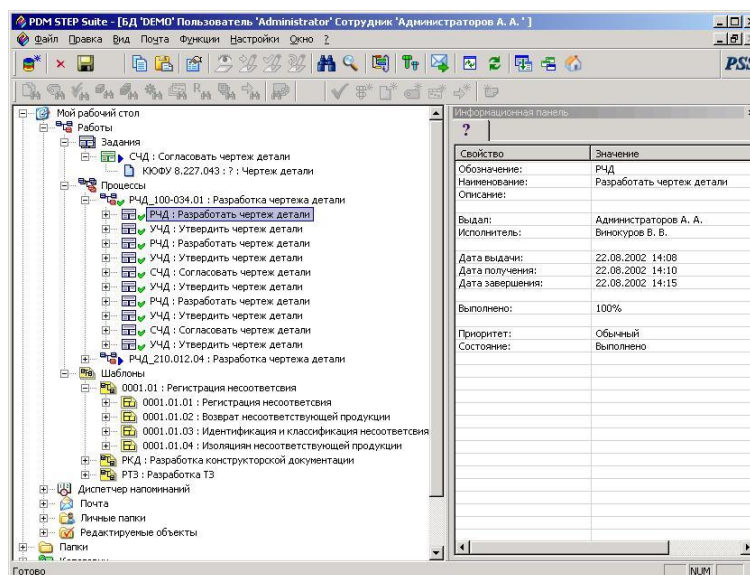 PDM STEP Suite - [БД 'DEMO' Пользователь 'Administrator' Сотрудник 'Администраторов А. А. ' ]
Файл Правка Вид Почта Функции Настройки Окно ?
PSS
Мой рабочий стол
Работы
Задания
СЧД : Согласовать чертеж детали
КЮФУ 8.227.043 : ? : Чертеж детали
Процессы
РЧД_100-034.01 : Разработка чертежа детали
РЧД : Разработать чертеж детали
УЧД : Утвердить чертеж детали
РЧД : Разработать чертеж детали
УЧД : Утвердить чертеж детали
СЧД : Согласовать чертеж детали
УЧД : Утвердить чертеж детали
РЧД : Разработать чертеж детали
УЧД : Утвердить чертеж детали
СЧД : Согласовать чертеж детали
УЧД : Утвердить чертеж детали
РЧД_210.012.04 : Разработка чертежа детали
Шаблоны
0001.01 : Регистрация несоответсвия
0001.01.01 : Регистрация несоответсвия
0001.01.02 : Возврат несоответствующей продукции
0001.01.03 : Идентификация и классификация несоответсвия
0001.01.04 : Изоляциян несоответствующей продукции
РКД : Разработка конструкторской документации
РТЗ : Разработка ТЗ
Диспетчер напоминаний
Почта
Личные папки
Редактируемые объекты
Папки
Информационная панель
?
Свойство Значение
Обозначение: РЧД
Наименование: Разработать чертеж детали
Описание:
Выдал: Администраторов А. А.
Исполнитель: Винокуров В. В.
Дата выдачи: 22.08.2002 14:08
Дата получения: 22.08.2002 14:10
Дата завершения: 22.08.2002 14:15
Выполнено: 100%
Приоритет: Обычный
Состояние: Выполнено
Готово NUM